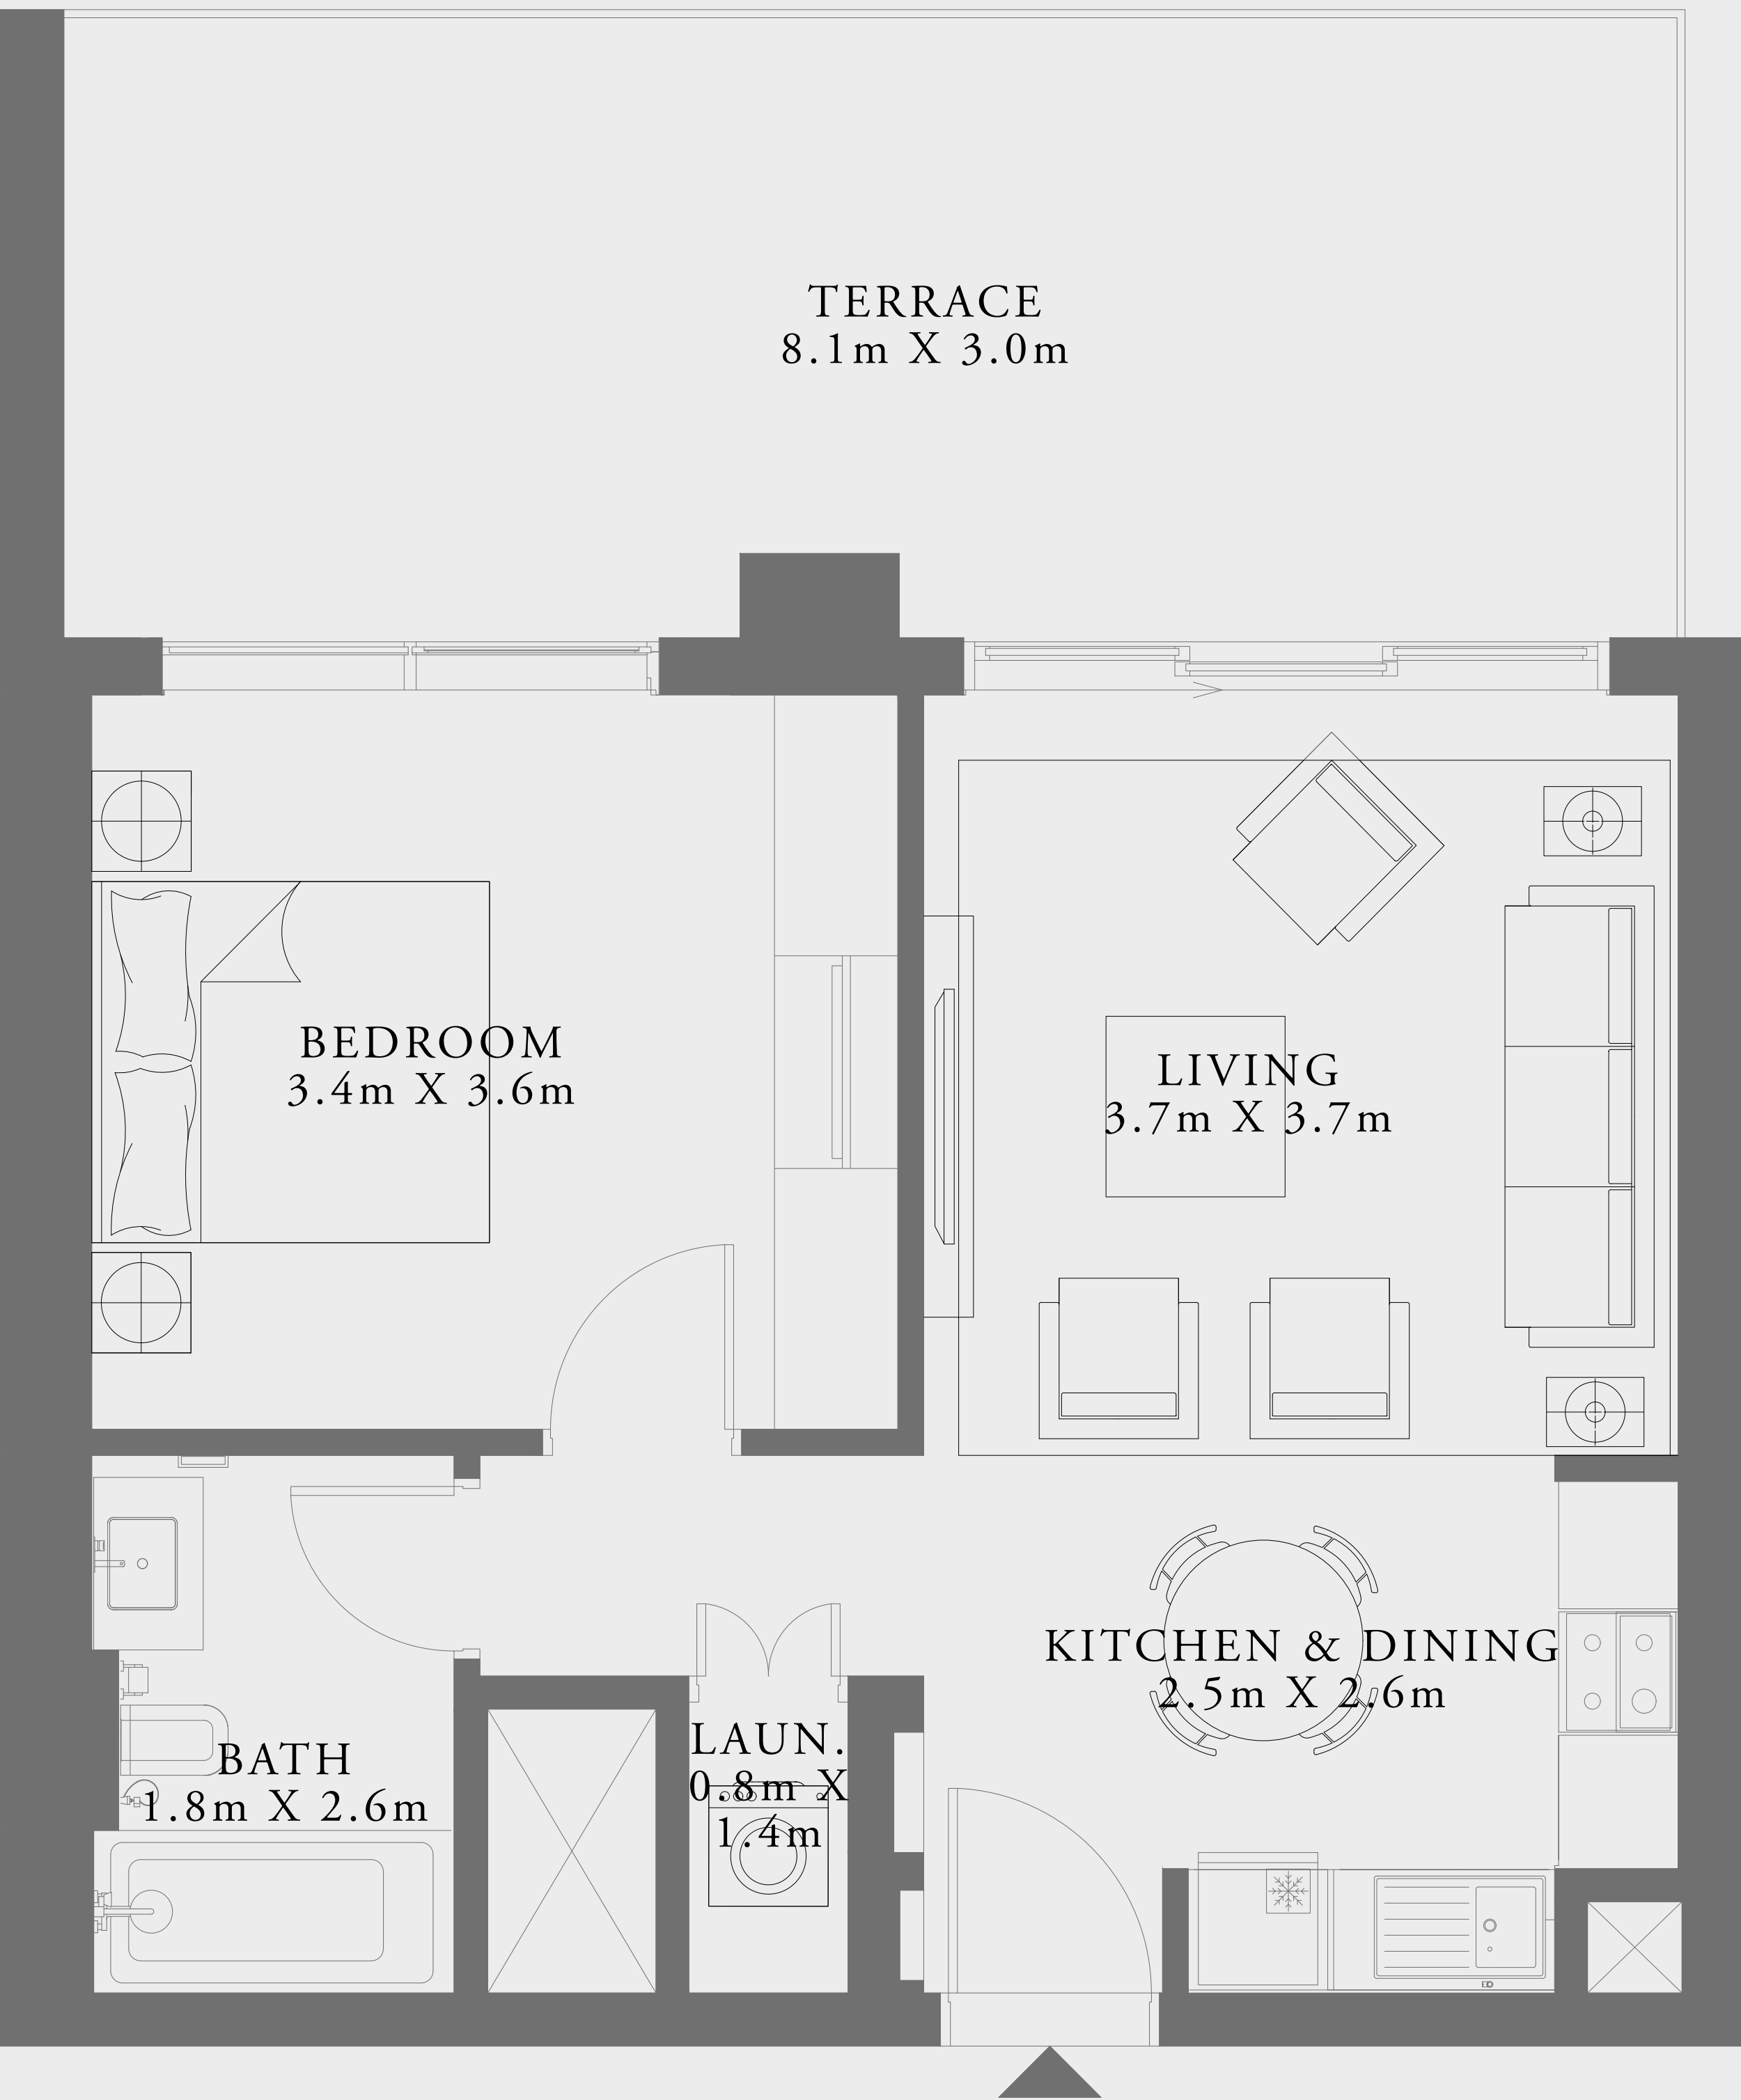 TERRACE
8.1m X 3.0m
BEDROOM
3.4m X 3.6m
LIVING
3.7m X 3.7m
KITCHEN & DINING
2.5m X 2.6m
LAUN.
0.8m X
1.4m
BATH
1.8m X 2.6m